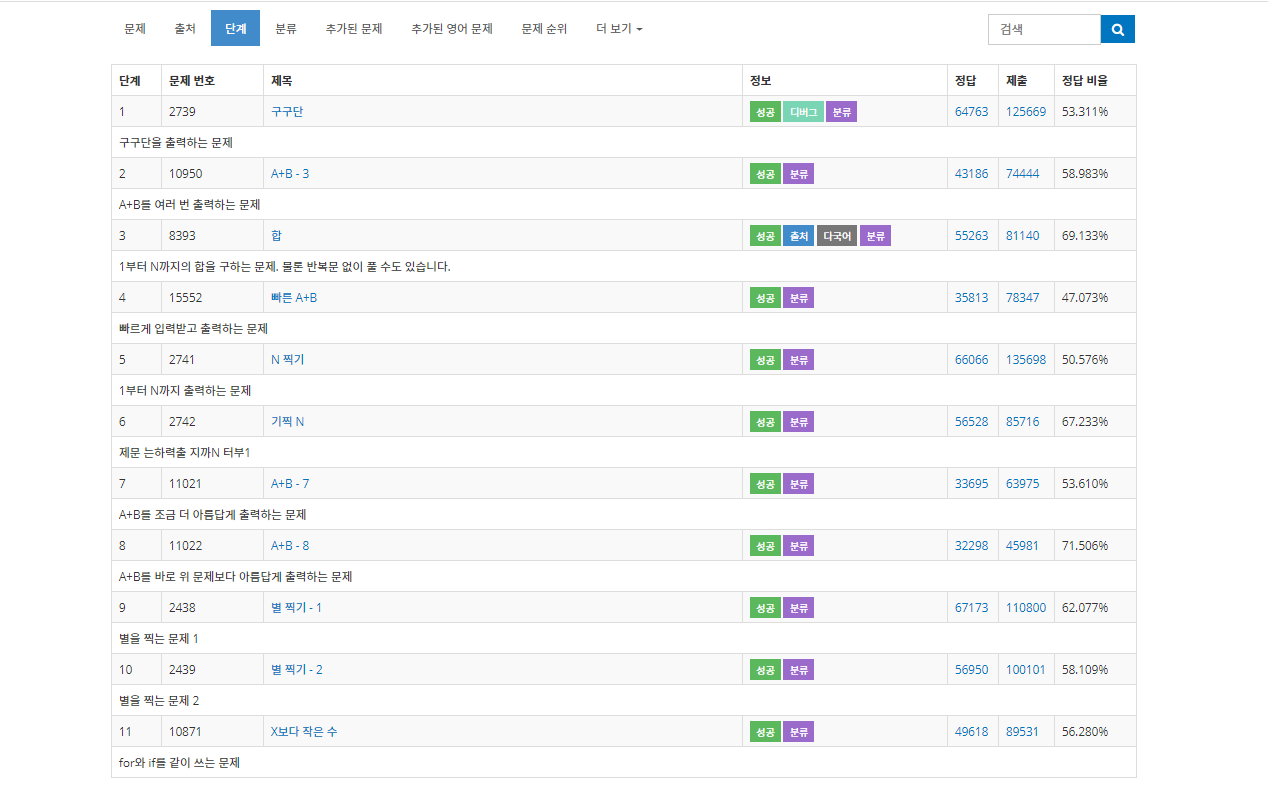 문제 출처 단계 분류 추가된 문제 추가된 영어 문제 문제 순위 더 보기 검색
단계 문제 번호 제목 정보 정답 제출 정답 비율
1 2739 구구단 성공 디버그 분류 64763 125669 53.311%
구구단을 출력하는 문제
2 10950 A+B - 3 성공 분류 43186 74444 58.983%
A+B를 여러 번 출력하는 문제
3 8393 합 성공 출처 다국어 분류 55263 81140 69.133%
1부터 N까지의 합을 구하는 문제. 물론 반복문 없이 풀 수도 있습니다.
4 15552 빠른 A+B 성공 분류 35813 78347 47.073%
빠르게 입력받고 출력하는 문제
5 2741 N 찍기 성공 분류 66066 135698 50.576%
1부터 N까지 출력하는 문제
6 2742 기찍 N 성공 분류 56528 85716 67.233%
제문 는하력출 지까N 터부1
7 11021 A+B - 7 성공 분류 33695 63975 53.610%
A+B를 조금 더 아름답게 출력하는 문제
8 11022 A+B - 8 성공 분류 32298 45981 71.506%
A+B를 바로 위 문제보다 아름답게 출력하는 문제
9 2438 별 찍기 - 1 성공 분류 67173 110800 62.077%
별을 찍는 문제 1
10 2439 별 찍기 - 2 성공 분류 56950 100101 58.109%
별을 찍는 문제 2
11 10871 X보다 작은 수 성공 분류 49618 89531 56.280%
for와 if를 같이 쓰는 문제